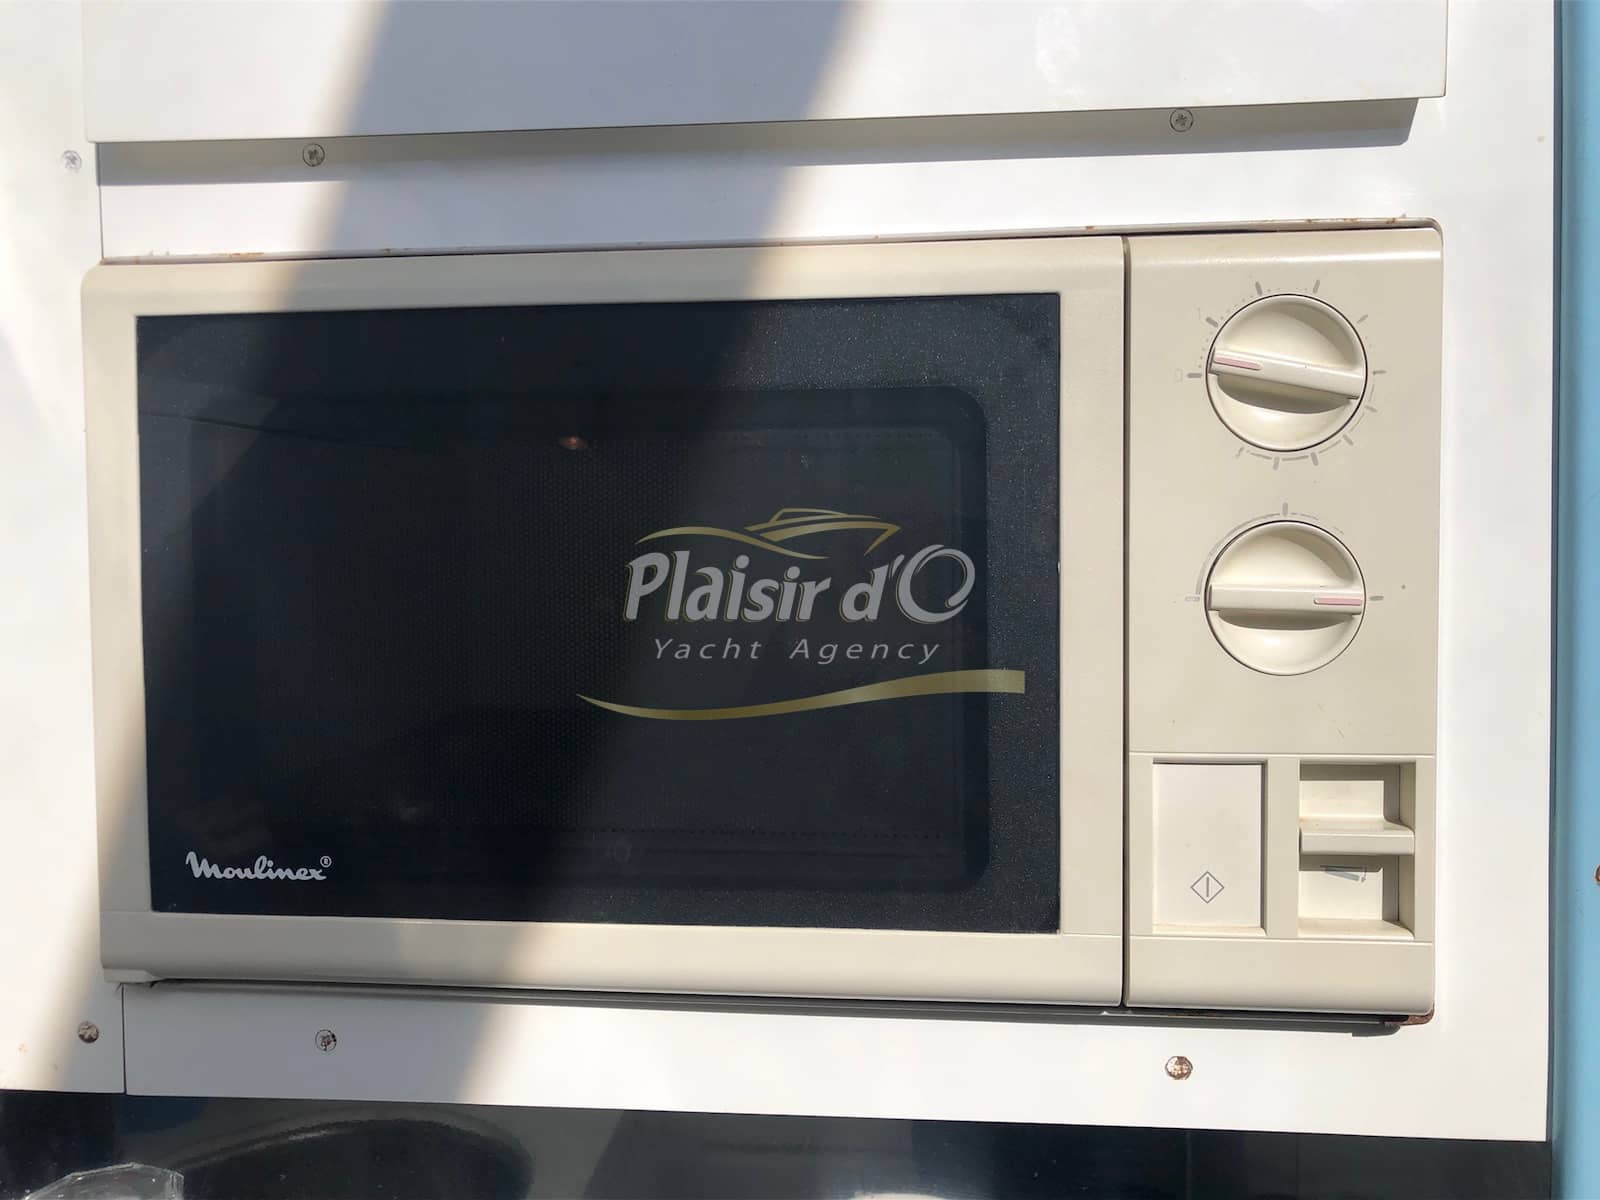 Plaisir d'O
Yacht Agency
Moulinex®